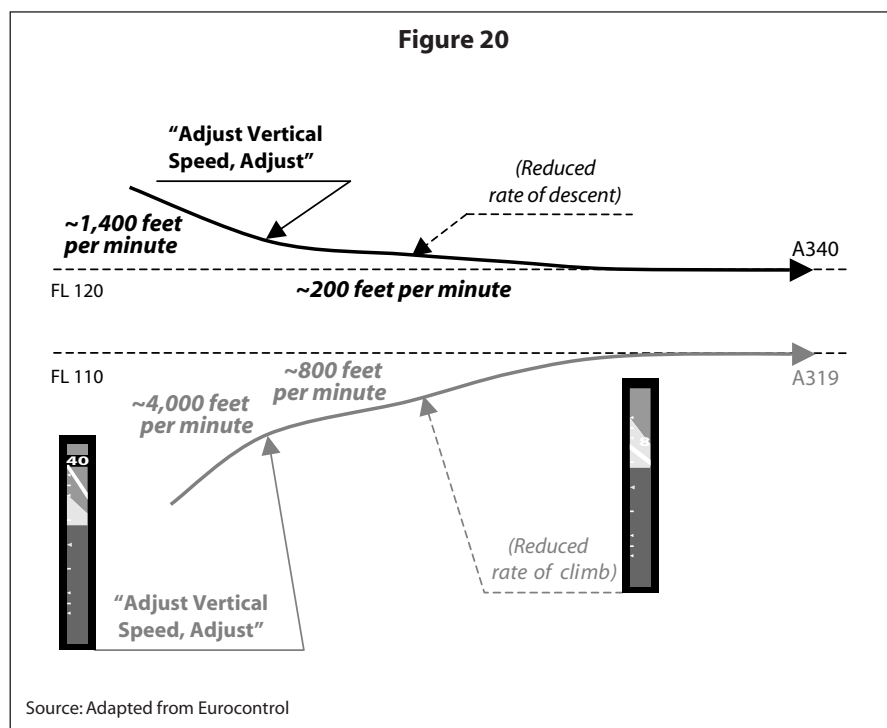 Figure 20
“Adjust Vertical
Speed, Adjust”
(Reduced
rate of descent)
~1,400 feet
per minute
A340
FL 120
~200 feet per minute
FL 110
~800 feet
per minute
A319
~4,000 feet
per minute
40
8
(Reduced
rate of climb)
“Adjust Vertical
Speed, Adjust”
Source: Adapted from Eurocontrol